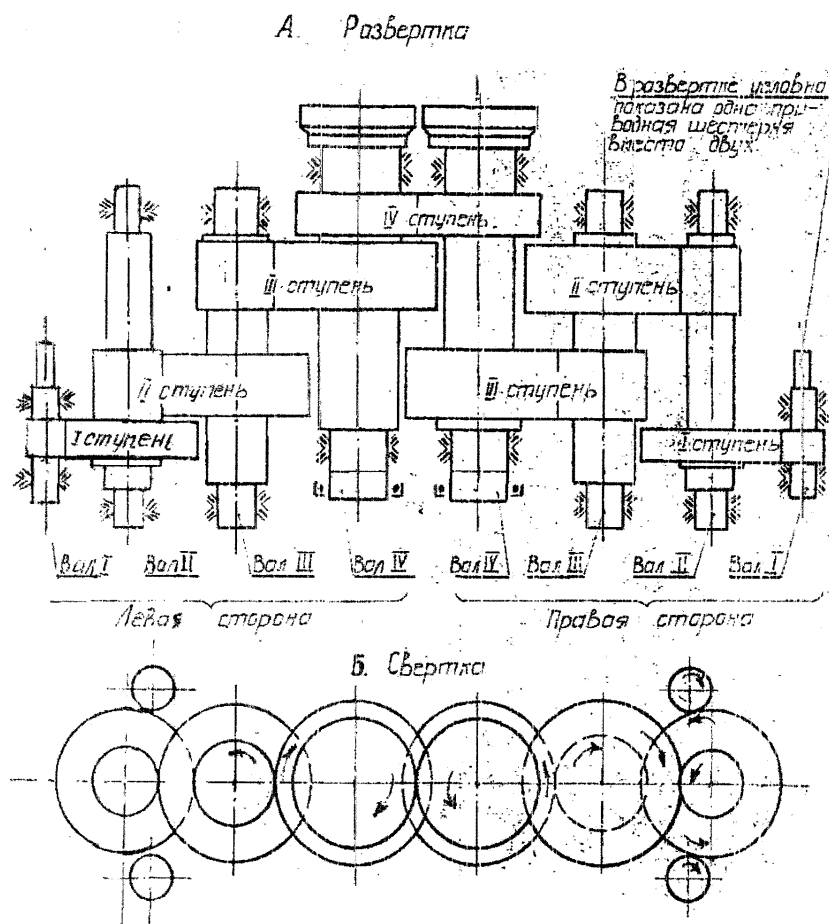 А. Развертка
В развертке условно
показана одна при-
водная шестерня
вместо двух.
IV ступень
III ступень
II ступень
II ступень
III ступень
I ступень
I ступень
Вал I Вал II Вал III Вал IV Вал IV Вал III Вал II Вал I
Левая сторона Правая сторона
Б. Свертка